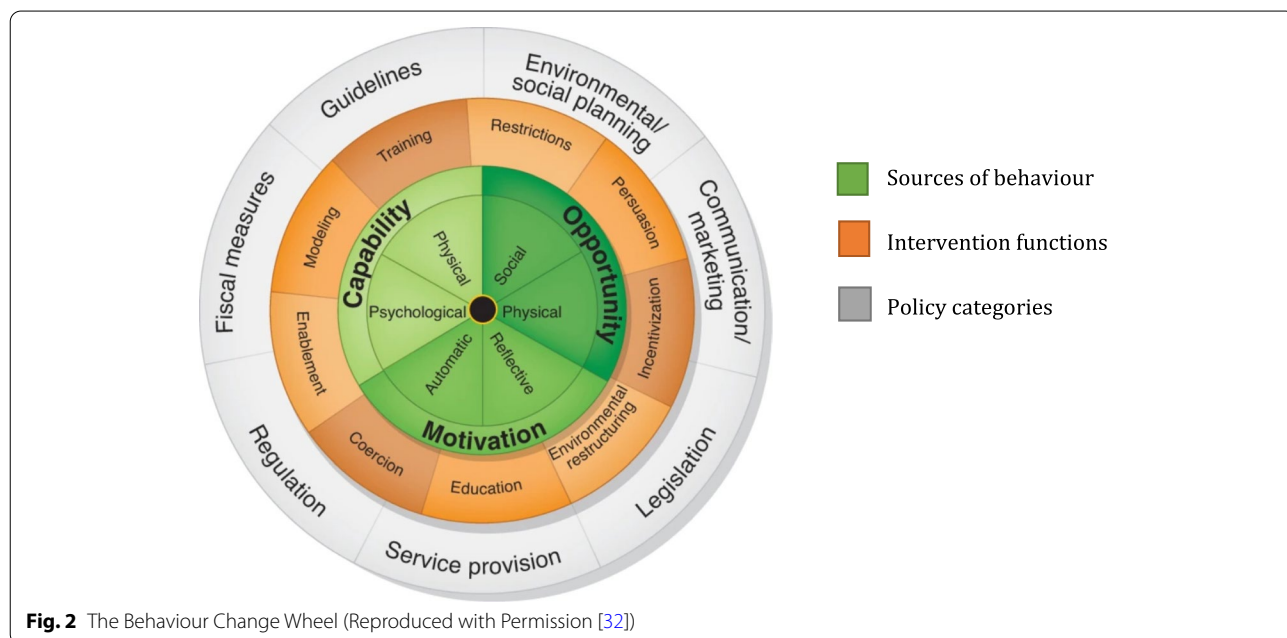 Guidelines
Environmental/
social planning
Communication/
marketing
Legislation
Service provision
Regulation
Fiscal measures
Training
Restrictions
Persuasion
Incentivization
Environmental
restructuring
Education
Coercion
Enablement
Modeling
Capability
Opportunity
Motivation
Physical
Social
Psychological
Physical
Automatic
Reflective
Sources of behaviour
Intervention functions
Policy categories
Fig. 2 The Behaviour Change Wheel (Reproduced with Permission [32])